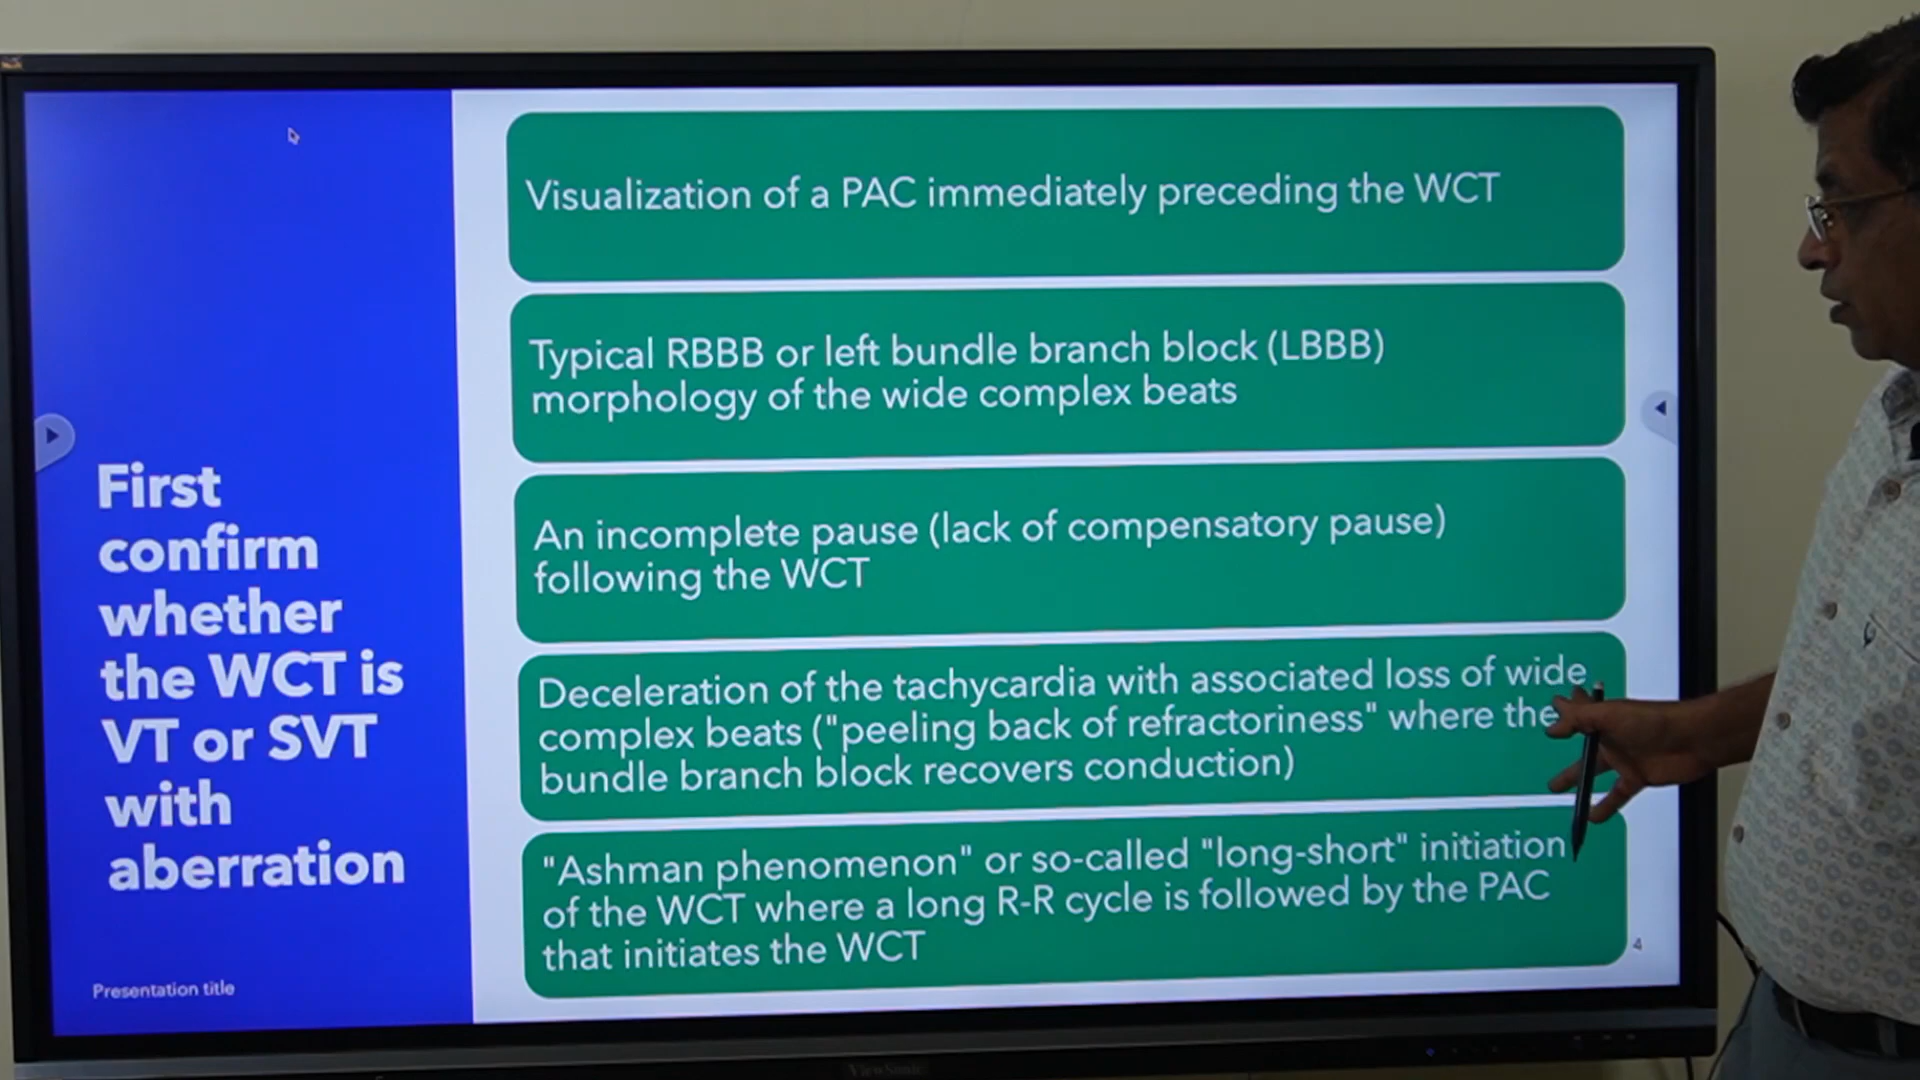 First
confirm
whether
the WCT is
VT or SVT
with
aberration
Presentation title
Visualization of a PAC immediately preceding the WCT
Typical RBBB or left bundle branch block (LBBB)
morphology of the wide complex beats
An incomplete pause (lack of compensatory pause)
following the WCT
Deceleration of the tachycardia with associated loss of wide
complex beats ("peeling back of refractoriness" where the
bundle branch block recovers conduction)
"Ashman phenomenon" or so-called "long-short" initiation
of the WCT where a long R-R cycle is followed by the PAC
that initiates the WCT
4
ViewSonic